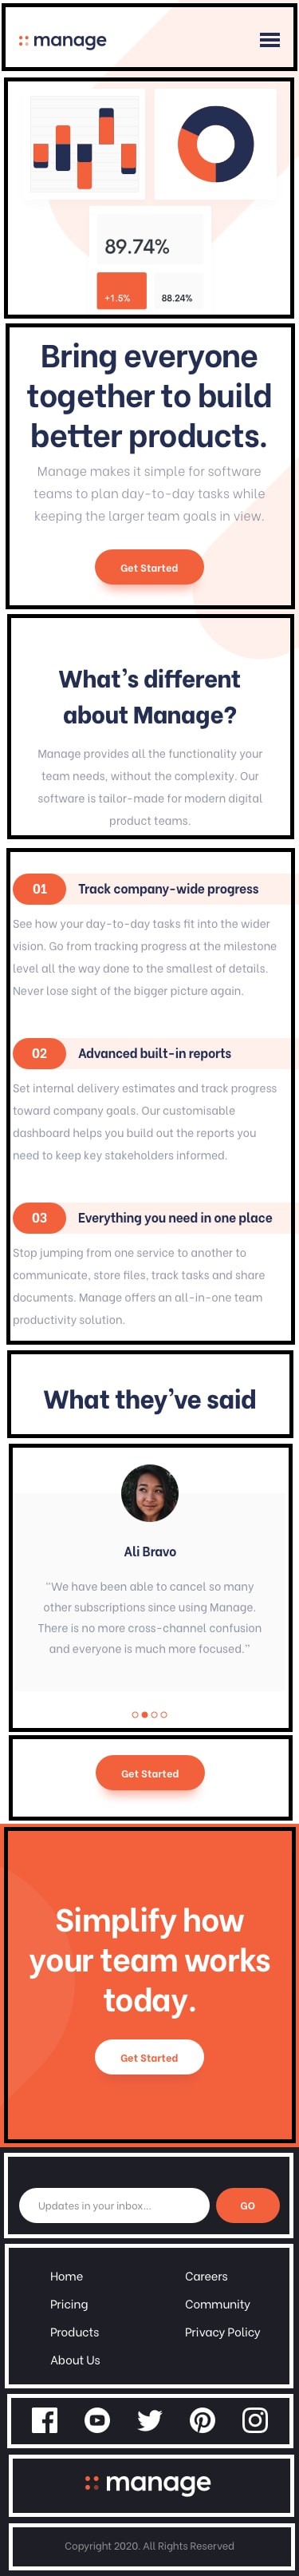 manage
89.74%
+1.5%
88.24%
Bring everyone
together to build
better products.
Manage makes it simple for software
teams to plan day-to-day tasks while
keeping the larger team goals in view.
Get Started
What's different
about Manage?
Manage provides all the functionality your
team needs, without the complexity. Our
software is tailor-made for modern digital
product teams.
01 Track company-wide progress
See how your day-to-day tasks fit into the wider
vision. Go from tracking progress at the milestone
level all the way done to the smallest of details.
Never lose sight of the bigger picture again.
02 Advanced built-in reports
Set internal delivery estimates and track progress
toward company goals. Our customisable
dashboard helps you build out the reports you
need to keep key stakeholders informed.
03 Everything you need in one place
Stop jumping from one service to another to
communicate, store files, track tasks and share
documents. Manage offers an all-in-one team
productivity solution.
What they've said
Ali Bravo
"We have been able to cancel so many
other subscriptions since using Manage.
There is no more cross-channel confusion
and everyone is much more focused."
Get Started
Simplify how
your team works
today.
Get Started
Updates in your inbox... GO
Home Careers
Pricing Community
Products Privacy Policy
About Us
manage
Copyright 2020. All Rights Reserved